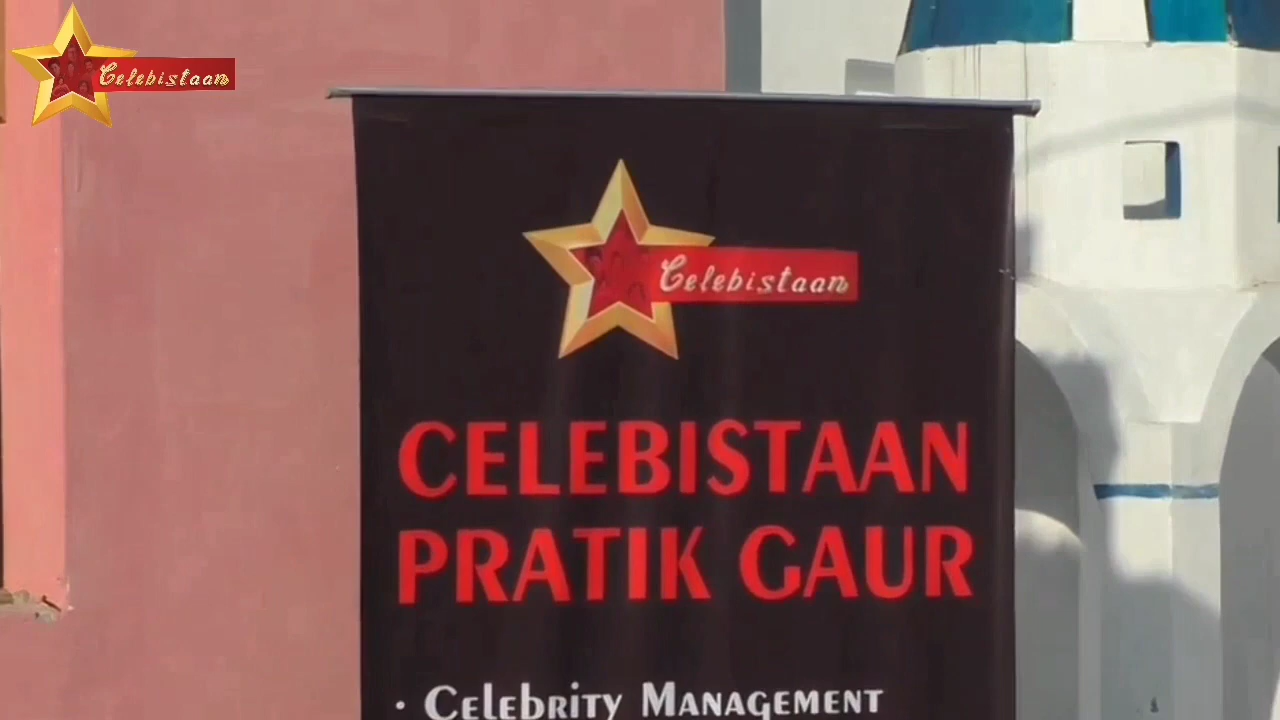 Celebistaan
Celebistaan
CELEBISTAAN
PRATIK GAUR
• CELEBRITY MANAGEMENT